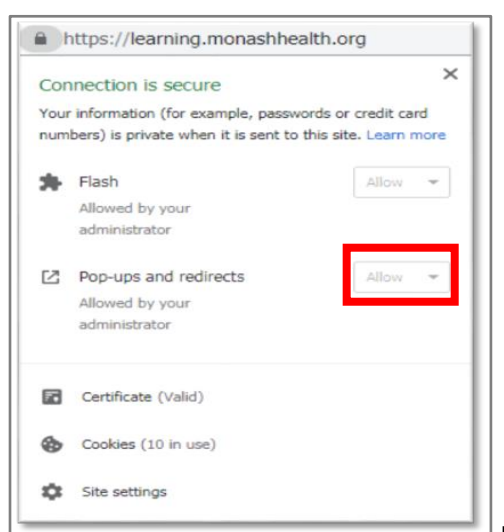 https://learning.monashhealth.org
Connection is secure
Your information (for example, passwords or credit card
numbers) is private when it is sent to this site. Learn more
Flash
Allow
Allowed by your
administrator
Pop-ups and redirects
Allow
Allowed by your
administrator
Certificate (Valid)
Cookies (10 in use)
Site settings